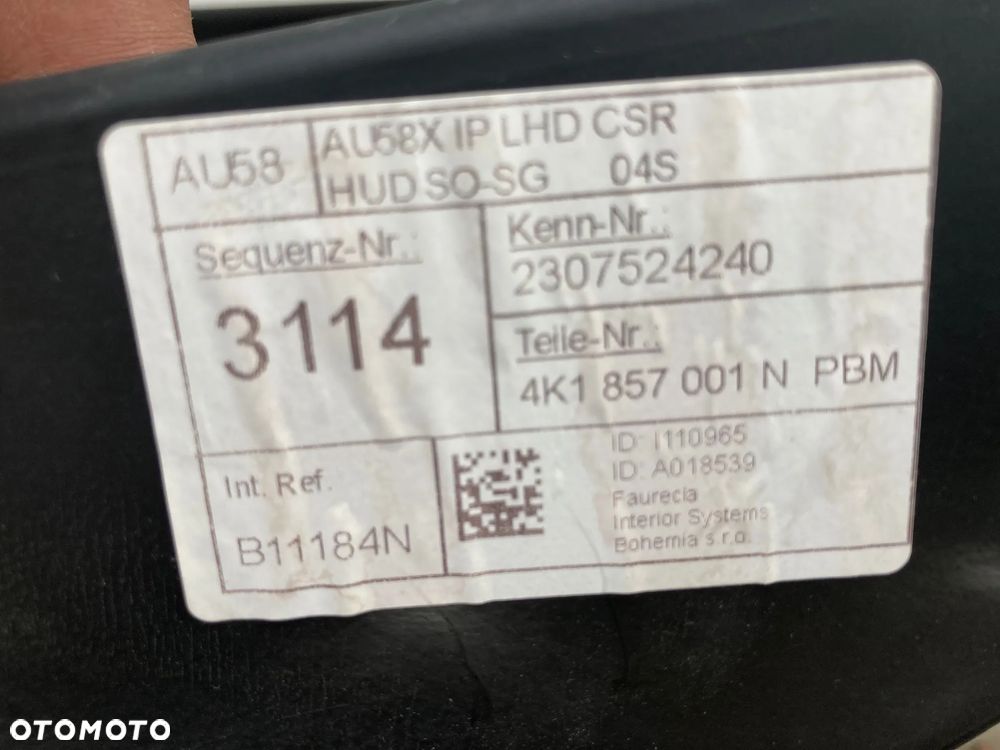 AU58
AU58X IP LHD CSR
HUD SO-SG 04S
Sequenz-Nr.:
3114
Kenn-Nr.:
2307524240
Teile-Nr.:
4K1 857 001 N PBM
Int. Ref.
B11184N
ID: I110965
ID: A018539
Faurecia
Interior Systems
Bohemia s.r.o.
OTOMOTO